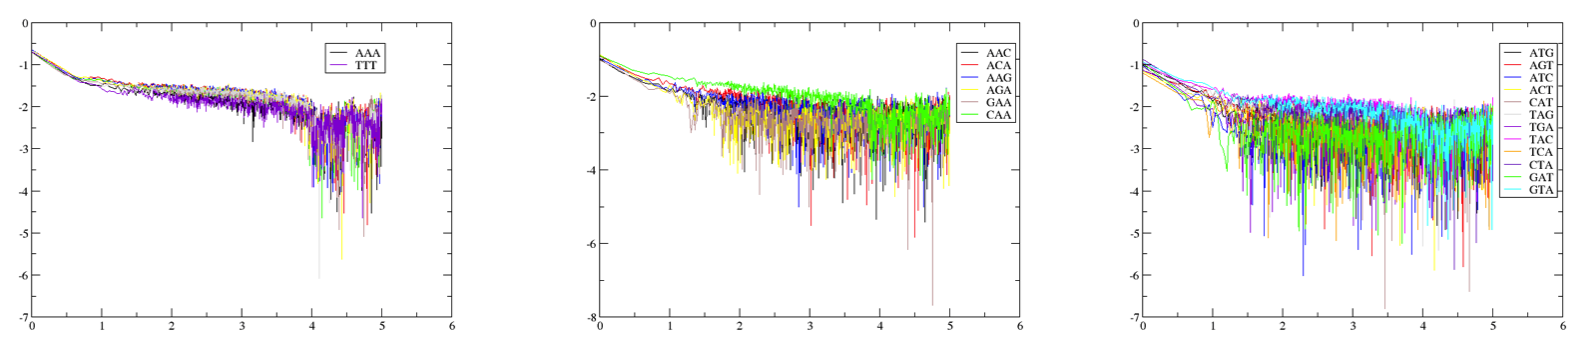 0
-1
-2
-3
-4
-5
-6
-7
0 1 2 3 4 5 6
AAA
TTT
0
-2
-4
-6
-8
0 1 2 3 4 5 6
AAC
ACA
AAG
AGA
GAA
CAA
0
-1
-2
-3
-4
-5
-6
-7
0 1 2 3 4 5 6
ATG
AGT
ATC
ACT
CAT
TAG
TGA
TAC
TCA
CTA
GAT
GTA